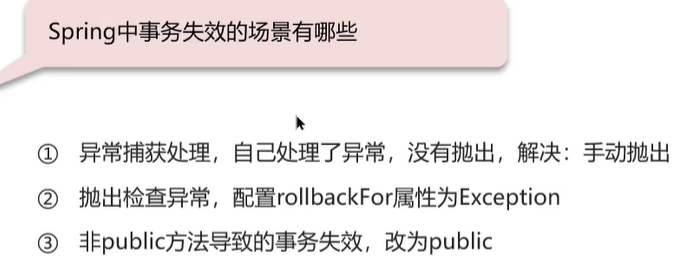 Spring中事务失效的场景有哪些
① 异常捕获处理，自己处理了异常，没有抛出，解决：手动抛出
② 抛出检查异常，配置rollbackFor属性为Exception
③ 非public方法导致的事务失效，改为public